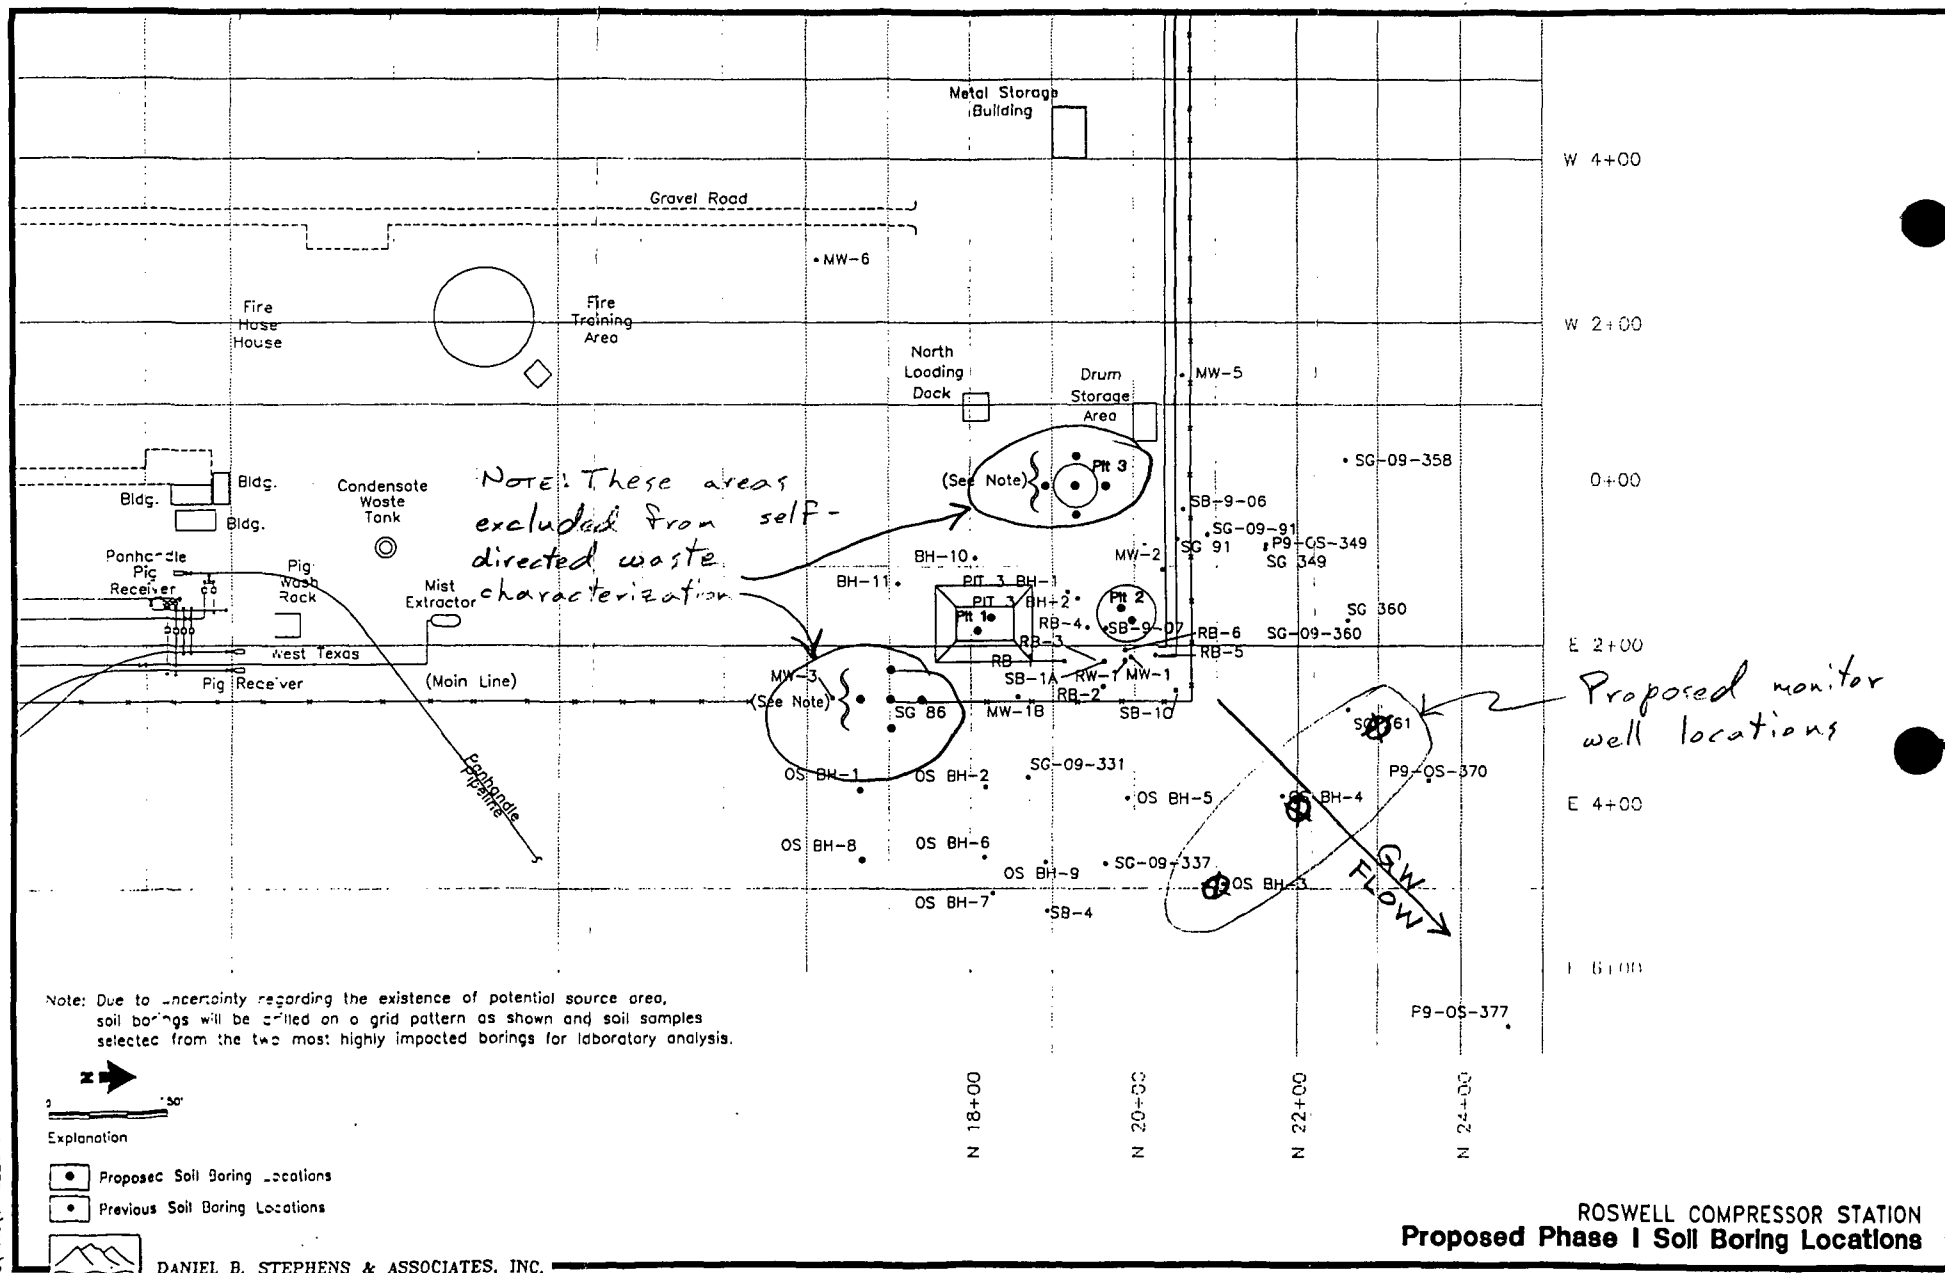 Metal Storage
Building
W 4+00
Gravel Road
MW-6
Fire
Hose
House
Fire
Training
Area
W 2+00
North
Loading
Dock
Drum
Storage
Area
MW-5
NOTE: These areas
excluded from self-
directed waste
characterization
(See Note)
Pit 3
SG-09-358
0+00
Bldg.
Bldg.
Bldg.
Condensate
Waste
Tank
SB-9-06
SG-09-91
SG 91
P9-OS-349
SG 349
MW-2
Panhandle
Pig
Receiver
Pig
Wash
Rack
Mist
Extractor
BH-10
BH-11
PIT 3 BH-1
PIT 3 BH-2
Pit 1
Pit 2
RB-4
SB-9-07
RB-3
RB-6
RB-5
SG 360
SG-09-360
E 2+00
West Texas
Pig Receiver
(Main Line)
RB-1
SB-1A
RW-1
MW-1
RB-2
MW-3
(See Note)
SG 86
MW-1B
SB-10
Proposed monitor
well locations
Panhandle
Pipeline
OS BH-1
OS BH-2
SG-09-331
OS BH-5
BH-4
P9-OS-370
E 4+00
OS BH-8
OS BH-6
OS BH-9
SG-09-337
OS BH-3
GW
FLOW
OS BH-7
SB-4
E 6+00
P9-OS-377
Note: Due to uncertainty regarding the existence of potential source area,
soil borings will be drilled on a grid pattern as shown and soil samples
selected from the two most highly impacted borings for laboratory analysis.
N
0
N 18+00
N 20+00
N 22+00
N 24+00
Explanation
Proposed Soil Boring Locations
Previous Soil Boring Locations
DANIEL B. STEPHENS & ASSOCIATES, INC.
ROSWELL COMPRESSOR STATION
Proposed Phase I Soil Boring Locations